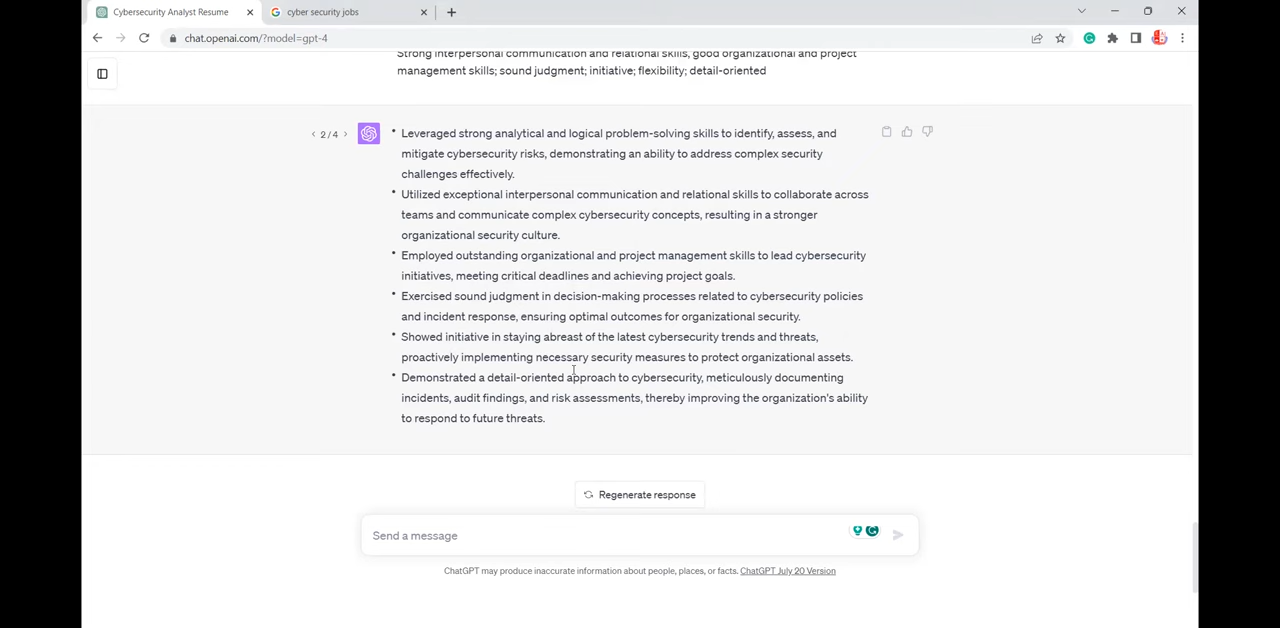 Cybersecurity Analyst Resume
cyber security jobs
chat.openai.com/?model=gpt-4
Strong interpersonal communication and relational skills, good organizational and project
management skills; sound judgment; initiative; flexibility; detail-oriented
< 2 / 4 >
• Leveraged strong analytical and logical problem-solving skills to identify, assess, and
mitigate cybersecurity risks, demonstrating an ability to address complex security
challenges effectively.
• Utilized exceptional interpersonal communication and relational skills to collaborate across
teams and communicate complex cybersecurity concepts, resulting in a stronger
organizational security culture.
• Employed outstanding organizational and project management skills to lead cybersecurity
initiatives, meeting critical deadlines and achieving project goals.
• Exercised sound judgment in decision-making processes related to cybersecurity policies
and incident response, ensuring optimal outcomes for organizational security.
• Showed initiative in staying abreast of the latest cybersecurity trends and threats,
proactively implementing necessary security measures to protect organizational assets.
• Demonstrated a detail-oriented approach to cybersecurity, meticulously documenting
incidents, audit findings, and risk assessments, thereby improving the organization's ability
to respond to future threats.
Regenerate response
Send a message
ChatGPT may produce inaccurate information about people, places, or facts. ChatGPT July 20 Version